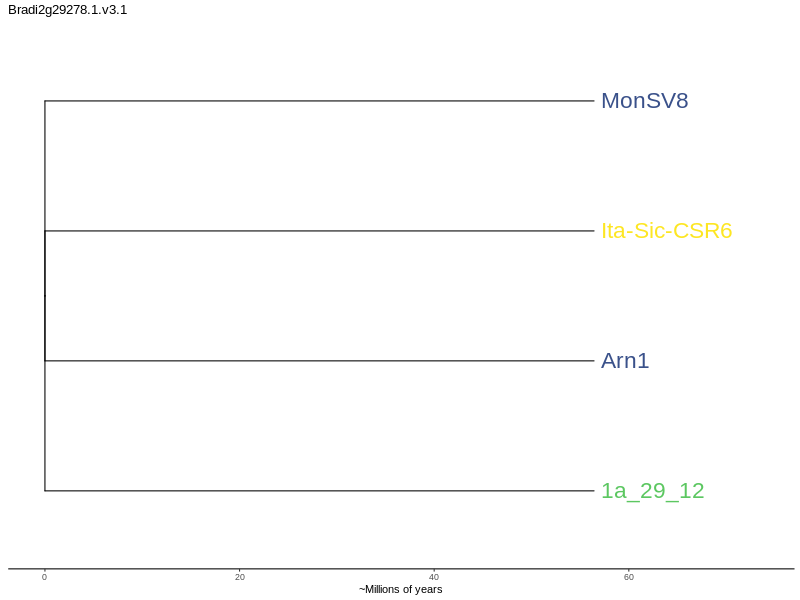 Bradi2g29278.1.v3.1
MonSV8
Ita-Sic-CSR6
Arn1
1a_29_12
0 20 40 60
~Millions of years